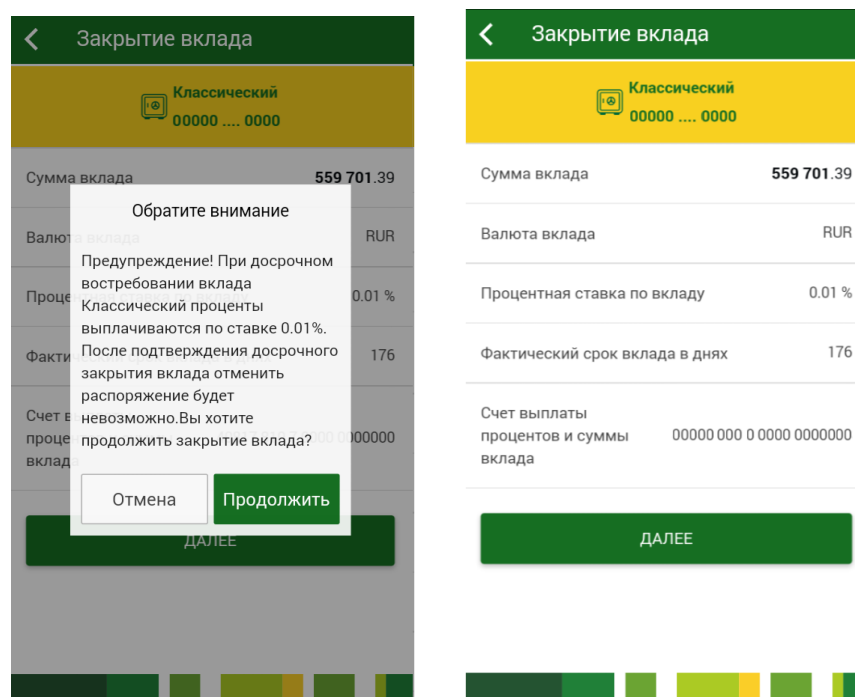 Закрытие вклада
Классический
00000 .... 0000
Сумма вклада 559 701.39
Обратите внимание
Валюта вклада RUR
Предупреждение! При досрочном
востребовании вклада
Классический проценты
выплачиваются по ставке 0.01%.
После подтверждения досрочного
закрытия вклада отменить
распоряжение будет
невозможно.Вы хотите
продолжить закрытие вклада?
0.01 %
176
Счет
вклада
Отмена Продолжить
ДАЛЕЕ
Закрытие вклада
Классический
00000 .... 0000
Сумма вклада 559 701.39
Валюта вклада RUR
Процентная ставка по вкладу 0.01 %
Фактический срок вклада в днях 176
Счет выплаты
процентов и суммы 00000 000 0 0000 0000000
вклада
ДАЛЕЕ